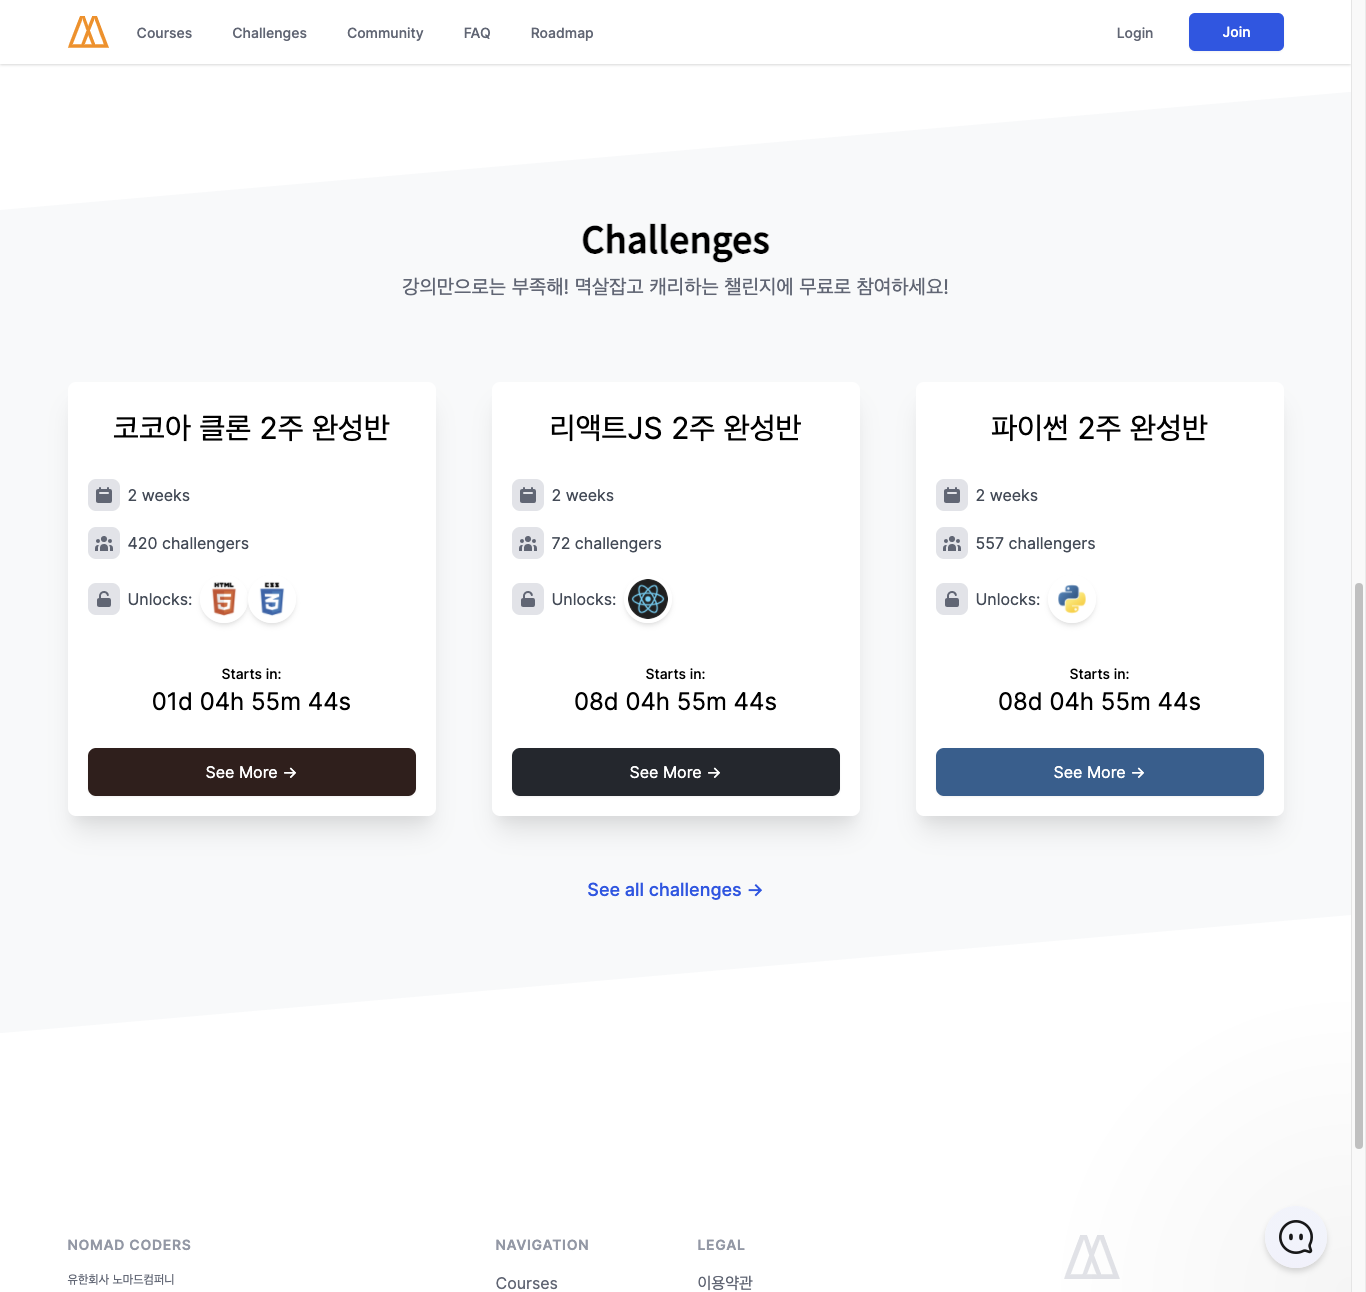 Courses
Challenges
Community
FAQ
Roadmap
Login
Join
Challenges
강의만으로는 부족해! 멱살잡고 캐리하는 챌린지에 무료로 참여하세요!
코코아 클론 2주 완성반
2 weeks
420 challengers
Unlocks:
HTML
5
CSS
3
Starts in:
01d 04h 55m 44s
See More →
리액트JS 2주 완성반
2 weeks
72 challengers
Unlocks:
Starts in:
08d 04h 55m 44s
See More →
파이썬 2주 완성반
2 weeks
557 challengers
Unlocks:
Starts in:
08d 04h 55m 44s
See More →
See all challenges →
NOMAD CODERS
유한회사 노마드컴퍼니
NAVIGATION
Courses
LEGAL
이용약관